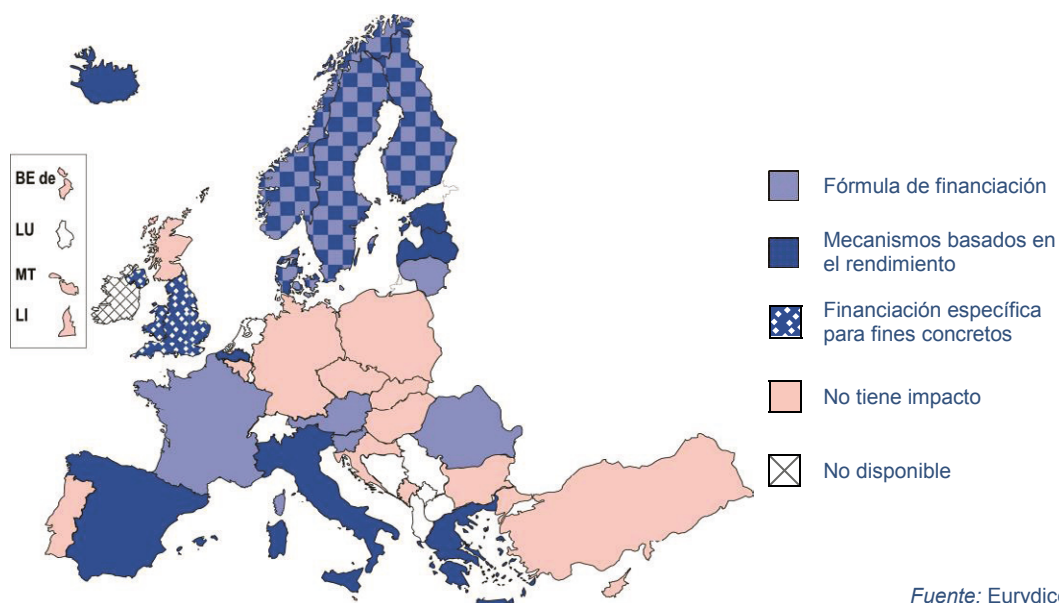 BE de
LU
MT
LI
Fórmula de financiación
Mecanismos basados en
el rendimiento
Financiación específica
para fines concretos
No tiene impacto
No disponible
Fuente: Eurydice